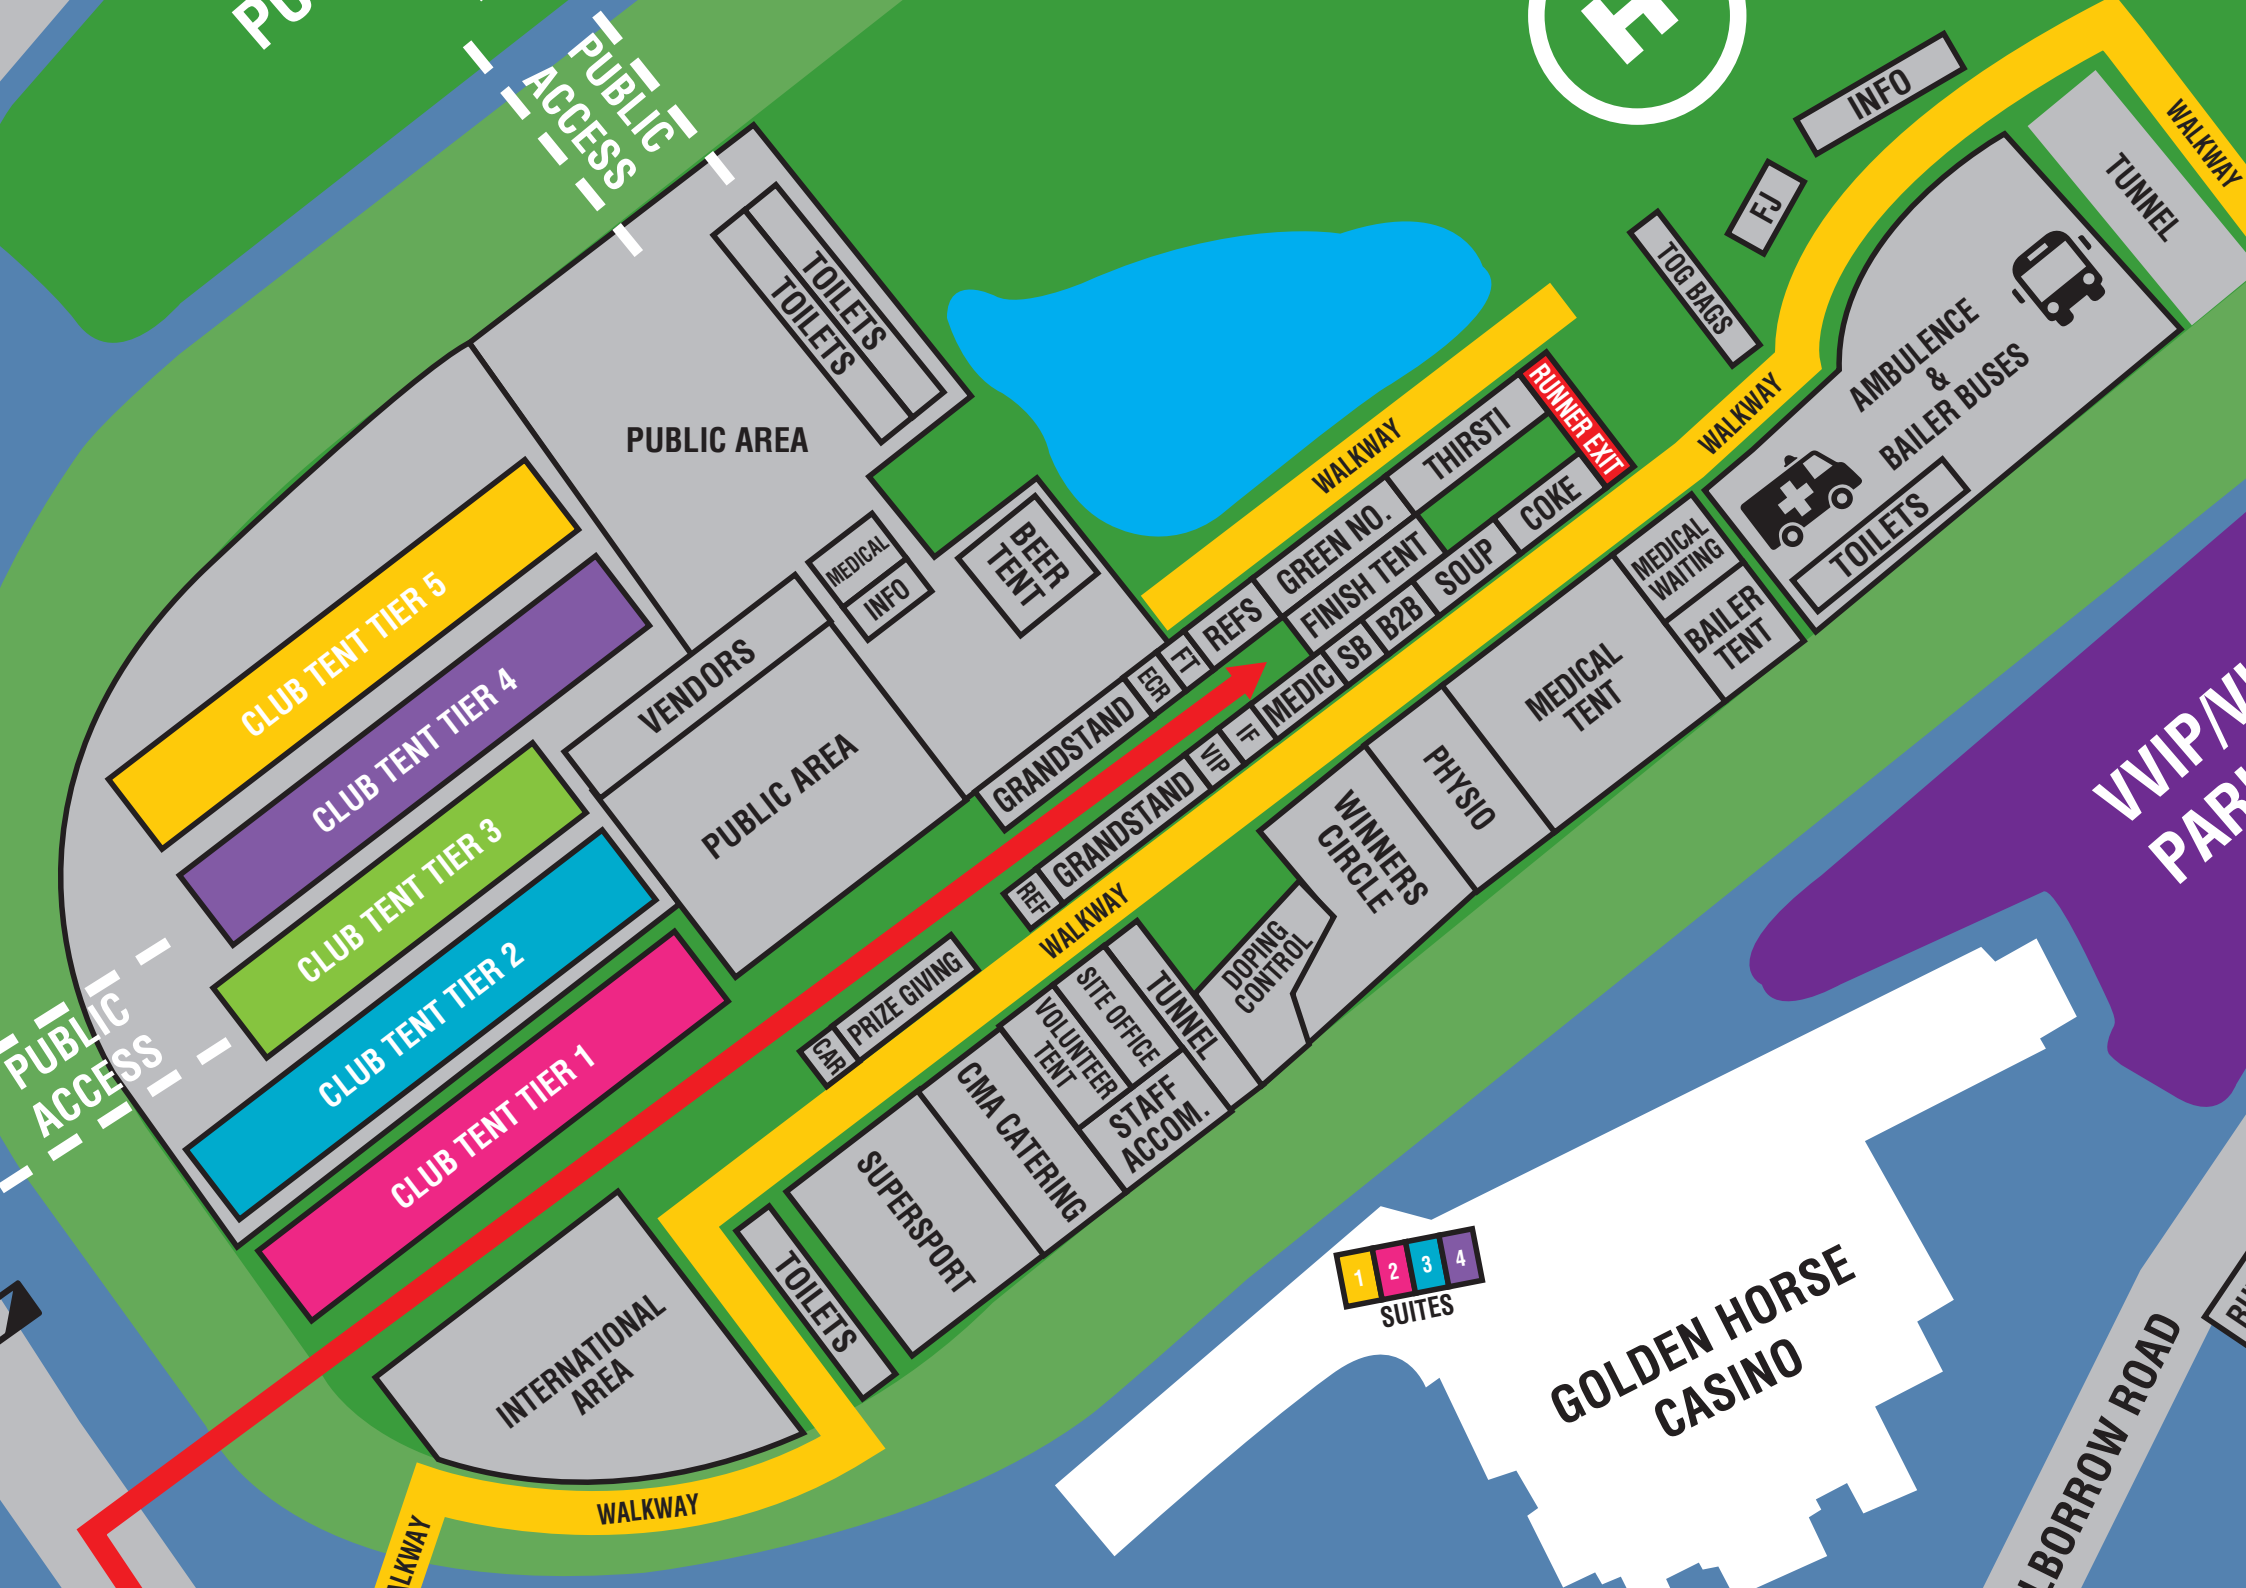 PU
PUBLIC
ACCESS
H
INFO
WALKWAY
TUNNEL
FJ
TOG BAGS
TOILETS
TOILETS
PUBLIC AREA
AMBULENCE
&
BAILER BUSES
TOILETS
WALKWAY
WALKWAY
RUNNER EXIT
THIRSTI
GREEN NO.
FINISH TENT
COKE
SOUP
B2B
SB
MEDIC
IF
VIP
GRANDSTAND
REF
REFS
FT
ECR
GRANDSTAND
MEDICAL
INFO
BEER
TENT
VENDORS
PUBLIC AREA
CLUB TENT TIER 5
CLUB TENT TIER 4
CLUB TENT TIER 3
CLUB TENT TIER 2
CLUB TENT TIER 1
PUBLIC
ACCESS
MEDICAL
WAITING
BAILER
TENT
MEDICAL
TENT
PHYSIO
WINNERS
CIRCLE
DOPING
CONTROL
WALKWAY
PRIZE GIVING
CAR
TUNNEL
SITE OFFICE
VOLUNTEER
TENT
STAFF
ACCOM.
CMA CATERING
SUPERSPORT
TOILETS
INTERNATIONAL
AREA
WALKWAY
LKWAY
VVIP/V
PAR
1 2 3 4
SUITES
GOLDEN HORSE
CASINO
LBORROW ROAD